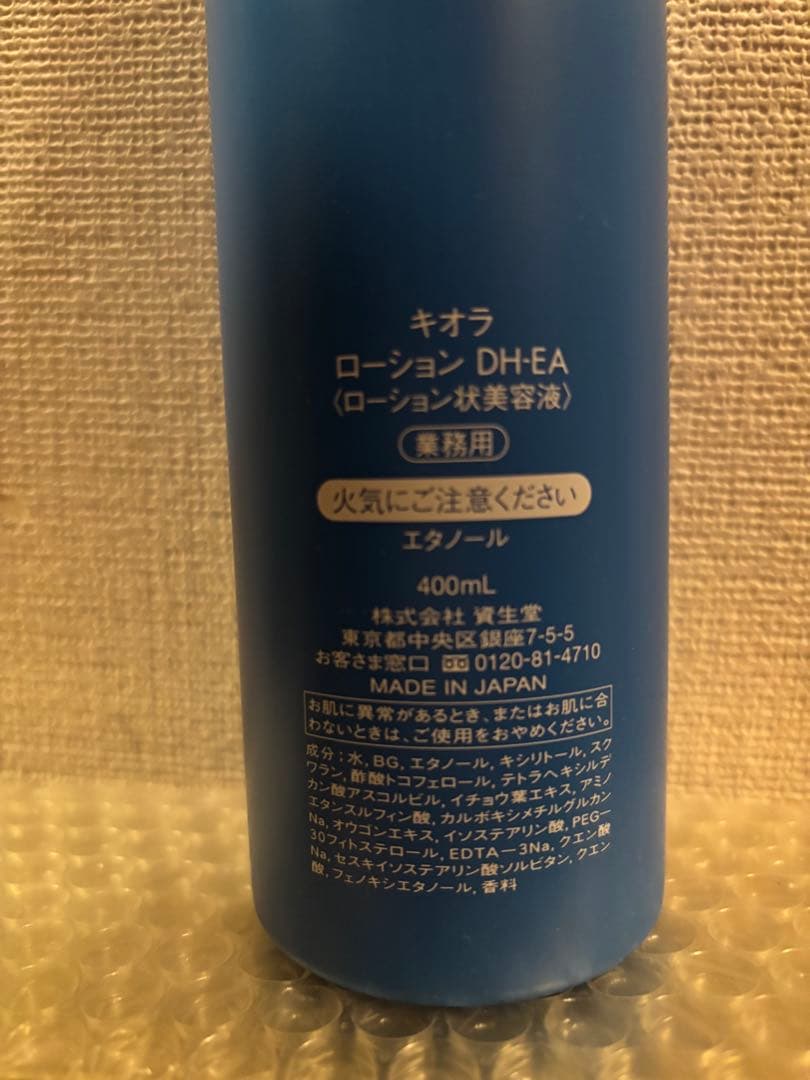 キオラ
ローション DH-EA
〈ローション状美容液〉
業務用
火気にご注意ください
エタノール
400mL
株式会社 資生堂
東京都中央区銀座7-5-5
お客さま窓口 0120-81-4710
MADE IN JAPAN
お肌に異常があるとき、またはお肌に合
わないときは、ご使用をおやめください。
成分:水, BG, エタノール, キシリトール, スク
ワラン, 酢酸トコフェロール, テトラヘキシルデ
カン酸アスコルビル, イチョウ葉エキス, アミノ
エタンスルフィン酸, カルボキシメチルグルカン
Na, オウゴンエキス, イソステアリン酸, PEG-
30フィトステロール, EDTA-3Na, クエン酸
Na, セスキイソステアリン酸ソルビタン, クエン
酸, フェノキシエタノール, 香料